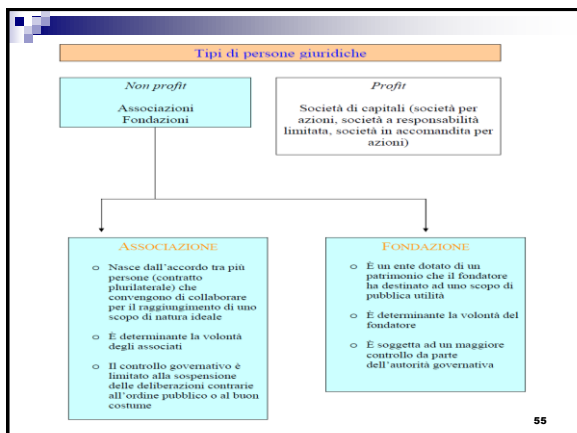 Tipi di persone giuridiche
Non profit
Associazioni
Fondazioni
Profit
Società di capitali (società per
azioni, società a responsabilità
limitata, società in accomandita per
azioni)
ASSOCIAZIONE
o Nasce dall'accordo tra più
persone (contratto
plurilaterale) che
convengono di collaborare
per il raggiungimento di uno
scopo di natura ideale
o È determinante la volontà
degli associati
o Il controllo governativo è
limitato alla sospensione
delle deliberazioni contrarie
all'ordine pubblico o al buon
costume
FONDAZIONE
o È un ente dotato di un
patrimonio che il fondatore
ha destinato ad uno scopo di
pubblica utilità
o È determinante la volontà del
fondatore
o È soggetta ad un maggiore
controllo da parte
dell'autorità governativa
55